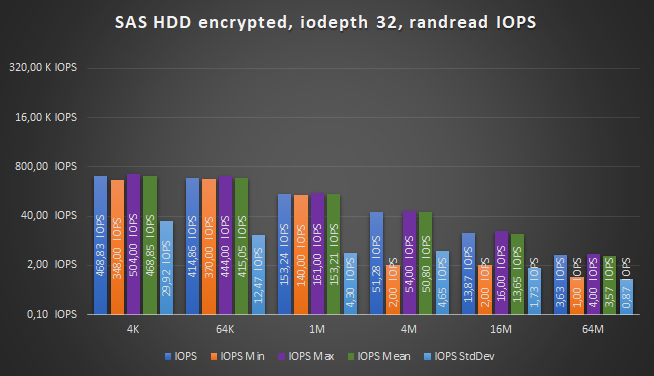 SAS HDD encrypted, iodepth 32, randread IOPS
320,00 K IOPS
16,00 K IOPS
800,00 IOPS
40,00 IOPS
2,00 IOPS
0,10 IOPS
468,83 IOPS
348,00 IOPS
504,00 IOPS
468,85 IOPS
29,92 IOPS
414,86 IOPS
370,00 IOPS
444,00 IOPS
415,05 IOPS
12,47 IOPS
153,24 IOPS
140,00 IOPS
161,00 IOPS
153,21 IOPS
4,30 IOPS
51,28 IOPS
2,00 IOPS
54,00 IOPS
50,80 IOPS
4,65 IOPS
13,87 IOPS
2,00 IOPS
16,00 IOPS
13,65 IOPS
1,73 IOPS
3,63 IOPS
1,00 IOPS
4,00 IOPS
3,57 IOPS
0,87 IOPS
4K 64K 1M 4M 16M 64M
IOPS IOPS Min IOPS Max IOPS Mean IOPS StdDev